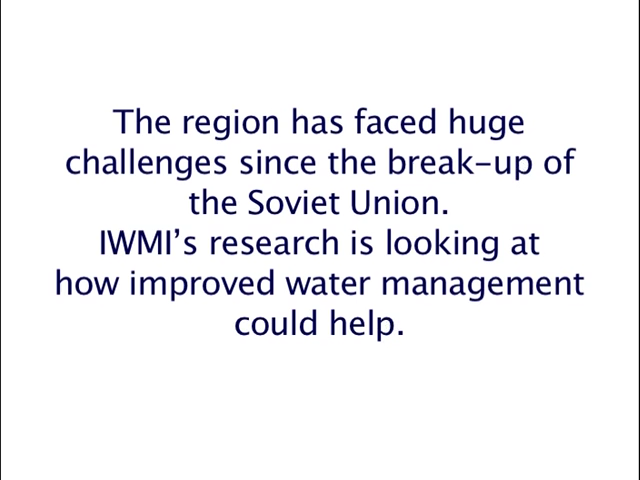 The region has faced huge
challenges since the break-up of
the Soviet Union.
IWMI’s research is looking at
how improved water management
could help.